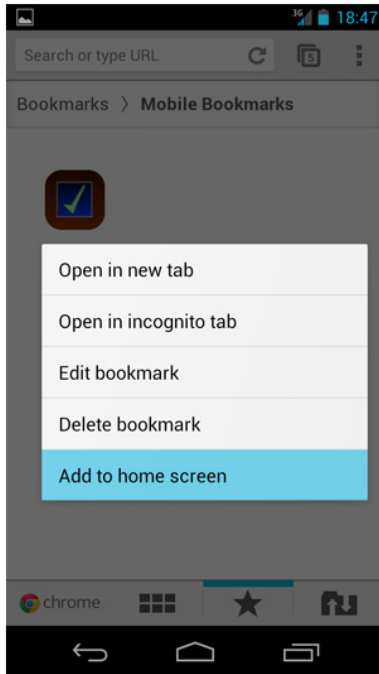 3G 18:47
Search or type URL 5
Bookmarks 〉 Mobile Bookmarks
Open in new tab
Open in incognito tab
Edit bookmark
Delete bookmark
Add to home screen
chrome